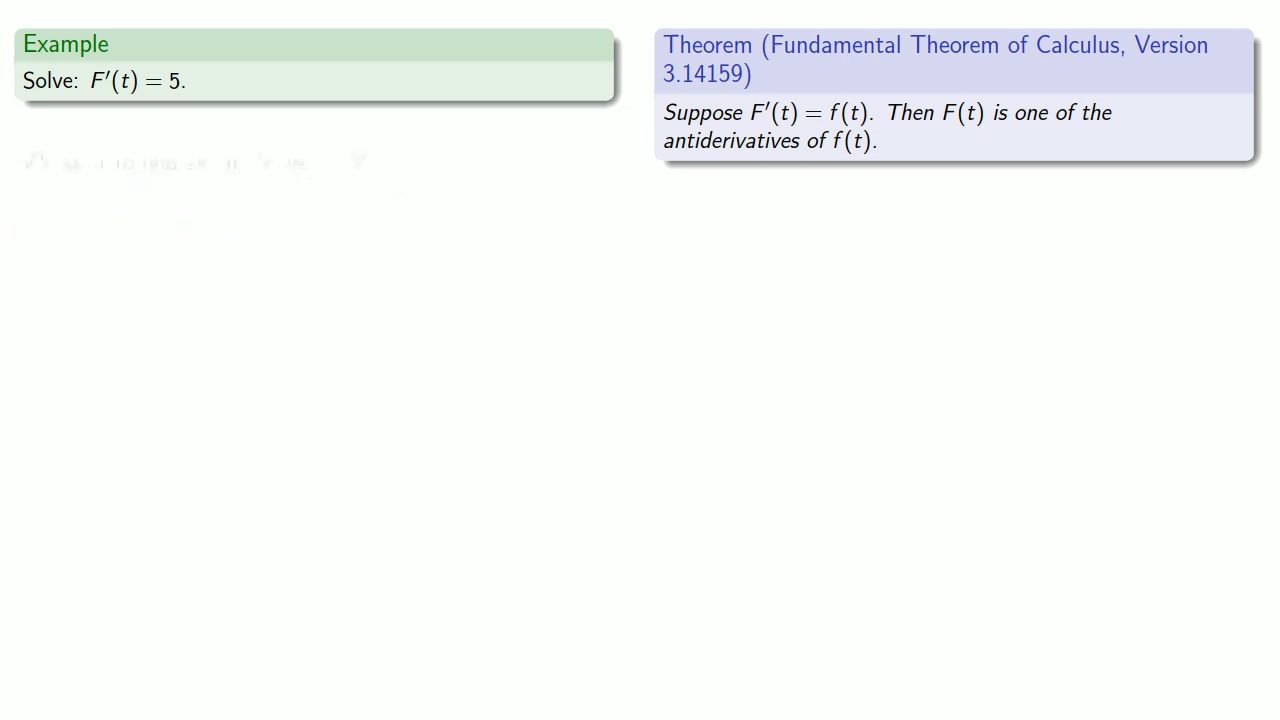 Example
Solve: F′(t) = 5.
Theorem (Fundamental Theorem of Calculus, Version
3.14159)
Suppose F′(t) = f(t). Then F(t) is one of the
antiderivatives of f(t).